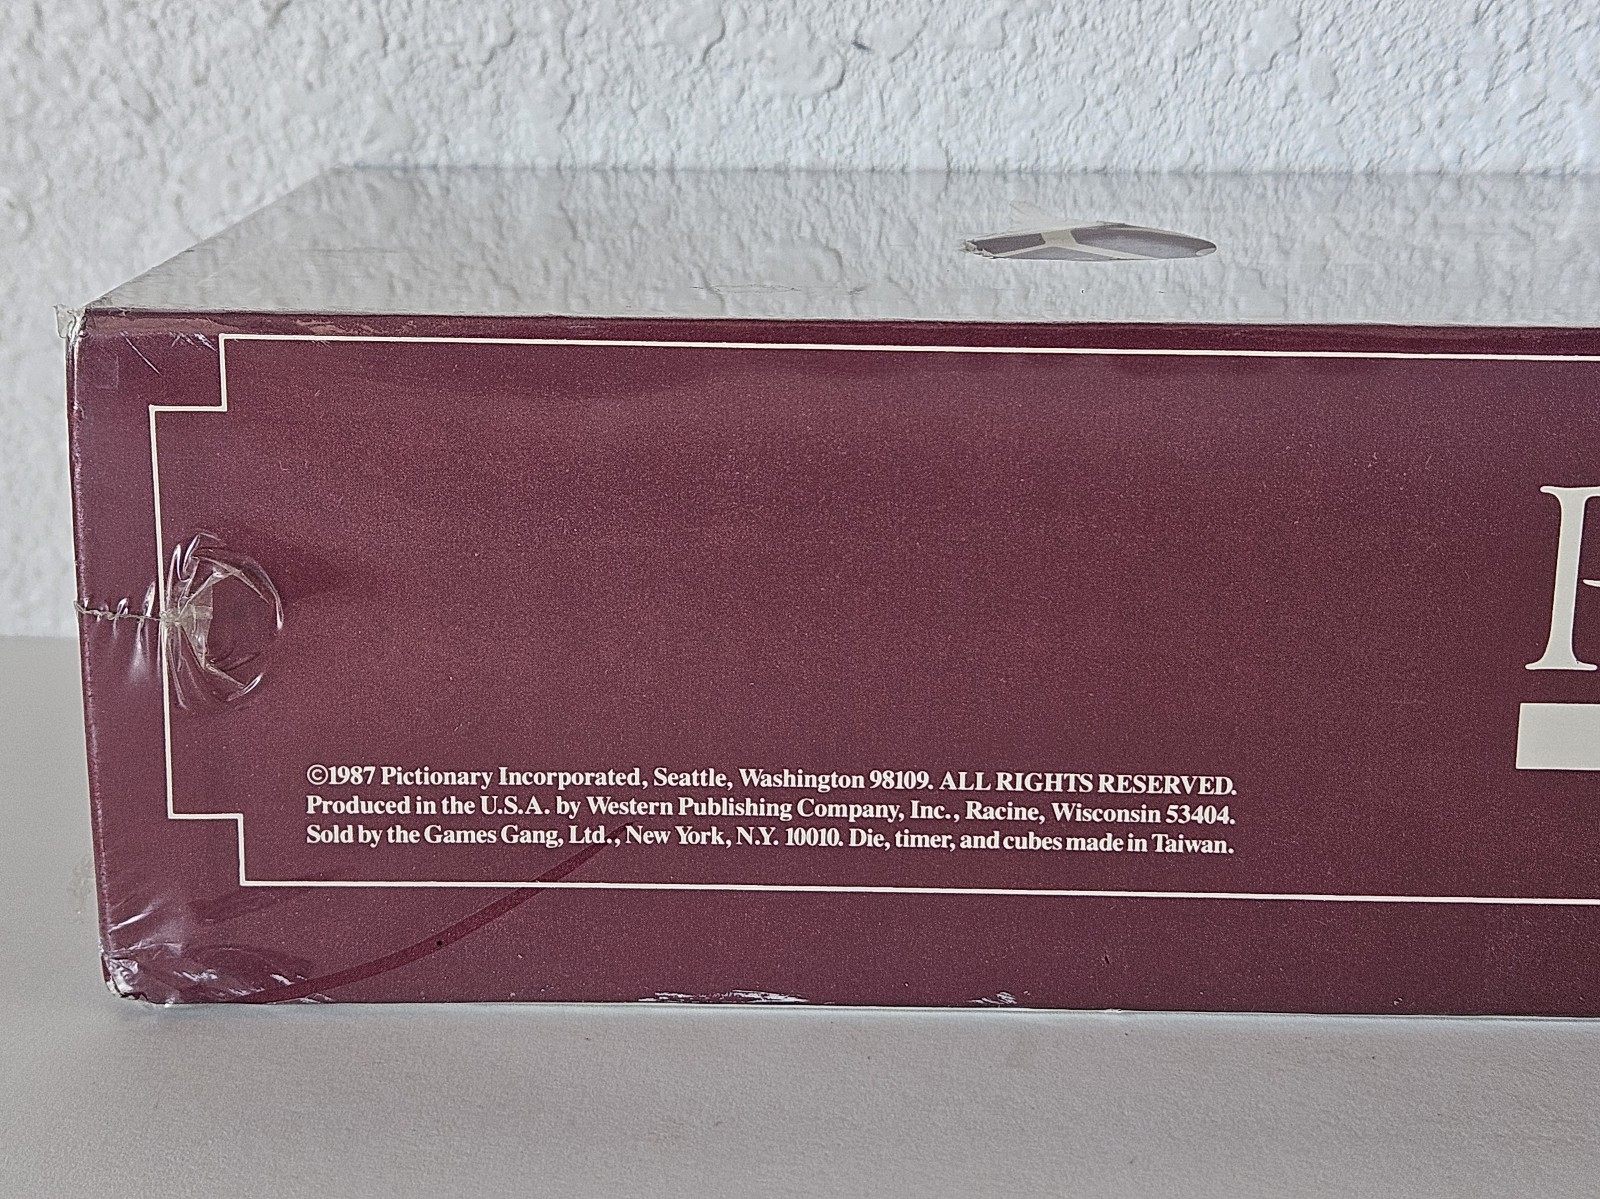 ©1987 Pictionary Incorporated, Seattle, Washington 98109. ALL RIGHTS RESERVED.
Produced in the U.S.A. by Western Publishing Company, Inc., Racine, Wisconsin 53404.
Sold by the Games Gang, Ltd., New York, N.Y. 10010. Die, timer, and cubes made in Taiwan.